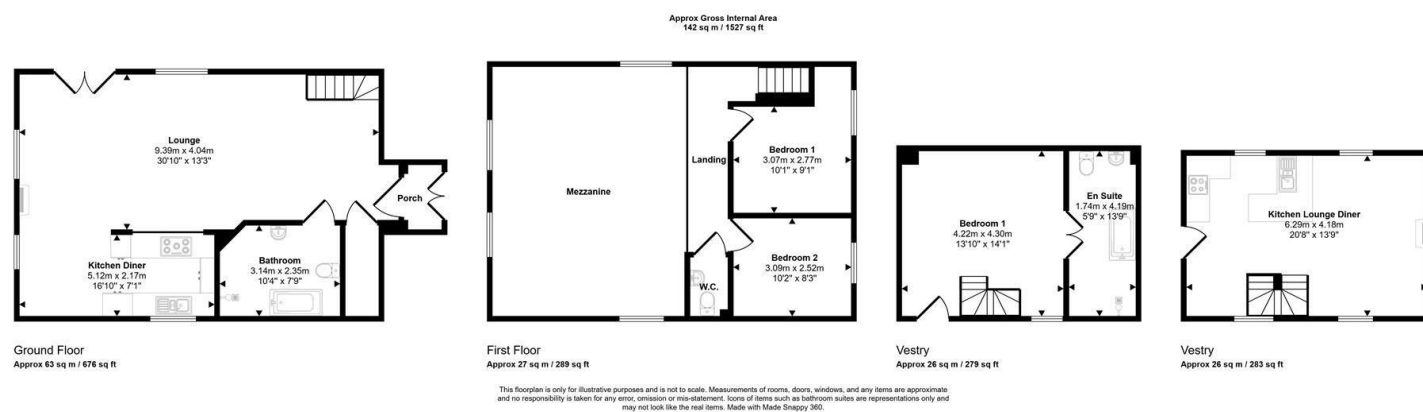 Approx Gross Internal Area
142 sq m / 1527 sq ft
Lounge
9.39m x 4.04m
30'10" x 13'3"
Porch
Kitchen Diner
5.12m x 2.17m
16'10" x 7'1"
Bathroom
3.14m x 2.35m
10'4" x 7'9"
Ground Floor
Approx 63 sq m / 676 sq ft
Mezzanine
Landing
Bedroom 1
3.07m x 2.77m
10'1" x 9'1"
Bedroom 2
3.09m x 2.52m
10'2" x 8'3"
W.C.
First Floor
Approx 27 sq m / 289 sq ft
Bedroom 1
4.22m x 4.30m
13'10" x 14'1"
En Suite
1.74m x 4.19m
5'9" x 13'9"
Vestry
Approx 26 sq m / 279 sq ft
Kitchen Lounge Diner
6.29m x 4.18m
20'8" x 13'9"
Vestry
Approx 26 sq m / 283 sq ft
This floorplan is only for illustrative purposes and is not to scale. Measurements of rooms, doors, windows, and any items are approximate
and no responsibility is taken for any error, omission or mis-statement. Icons of items such as bathroom suites are representations only and
may not look like the real items. Made with Made Snappy 360.